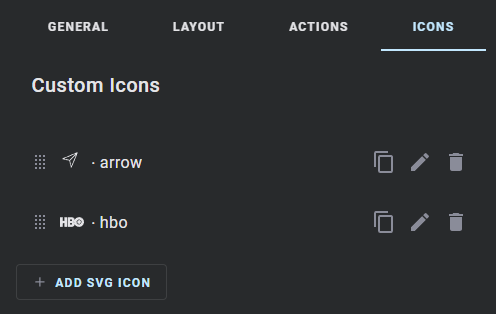 GENERAL LAYOUT ACTIONS ICONS
Custom Icons
· arrow
HBO · hbo
+ ADD SVG ICON